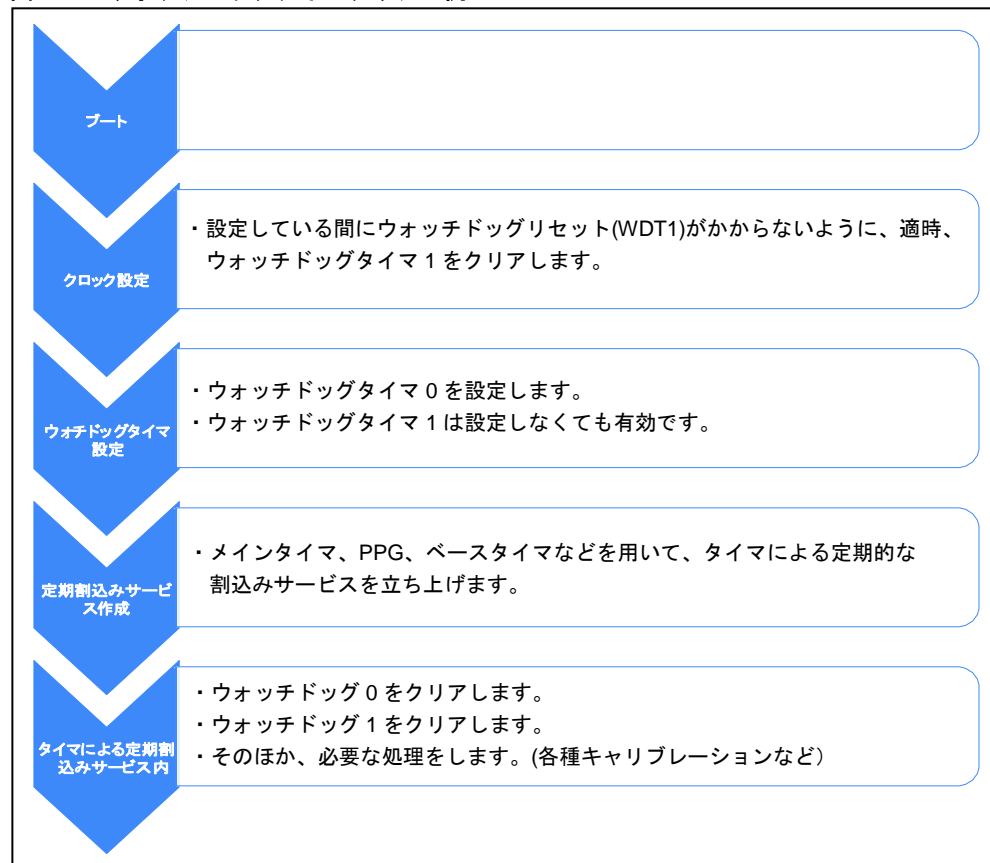 ブート
クロック設定
・設定している間にウォッチドッグリセット(WDT1)がかからないように、適時、
ウォッチドッグタイマ 1 をクリアします。
ウォチドッグタイマ
設定
・ウォッチドッグタイマ 0 を設定します。
・ウォッチドッグタイマ 1 は設定しなくても有効です。
定期割込みサービ
ス作成
・メインタイマ、PPG、ベースタイマなどを用いて、タイマによる定期的な
割込みサービスを立ち上げます。
タイマによる定期割
込みサービス内
・ウォッチドッグ 0 をクリアします。
・ウォッチドッグ 1 をクリアします。
・そのほか、必要な処理をします。(各種キャリブレーションなど）